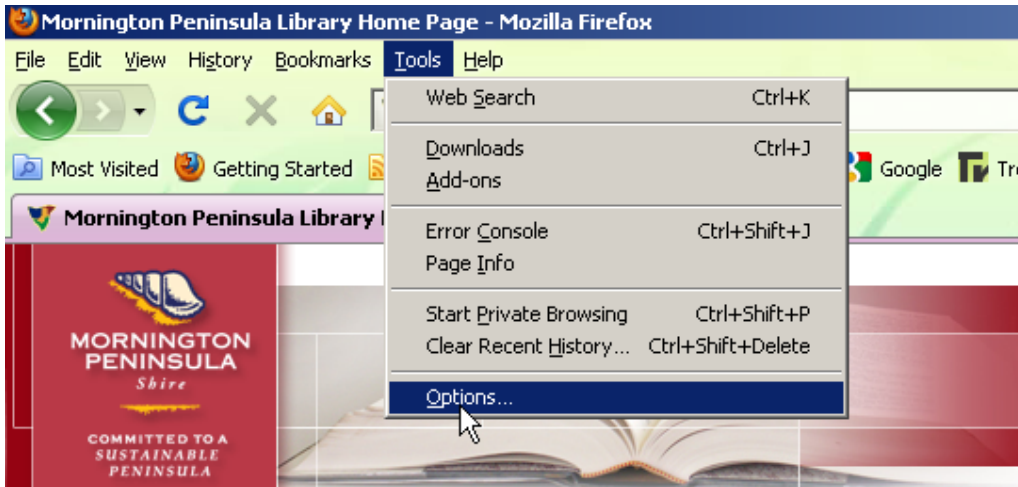 Mornington Peninsula Library Home Page - Mozilla Firefox
File Edit View History Bookmarks Tools Help
Web Search Ctrl+K
Downloads Ctrl+J
Add-ons
Error Console Ctrl+Shift+J
Page Info
Start Private Browsing Ctrl+Shift+P
Clear Recent History... Ctrl+Shift+Delete
Options...
Most Visited Getting Started Google
Mornington Peninsula Library
MORNINGTON
PENINSULA
Shire
COMMITTED TO A
SUSTAINABLE
PENINSULA